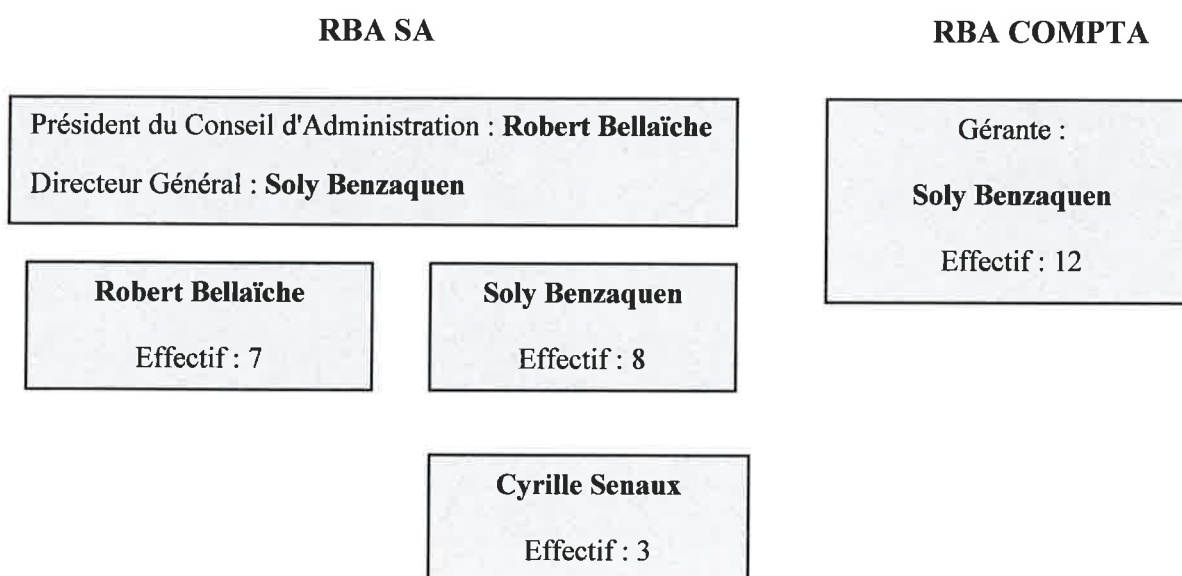 RBA SA
RBA COMPTA
Président du Conseil d'Administration : Robert Bellaïche
Directeur Général : Soly Benzaquen
Gérante :
Soly Benzaquen
Effectif : 12
Robert Bellaïche
Effectif : 7
Soly Benzaquen
Effectif : 8
Cyrille Senaux
Effectif : 3